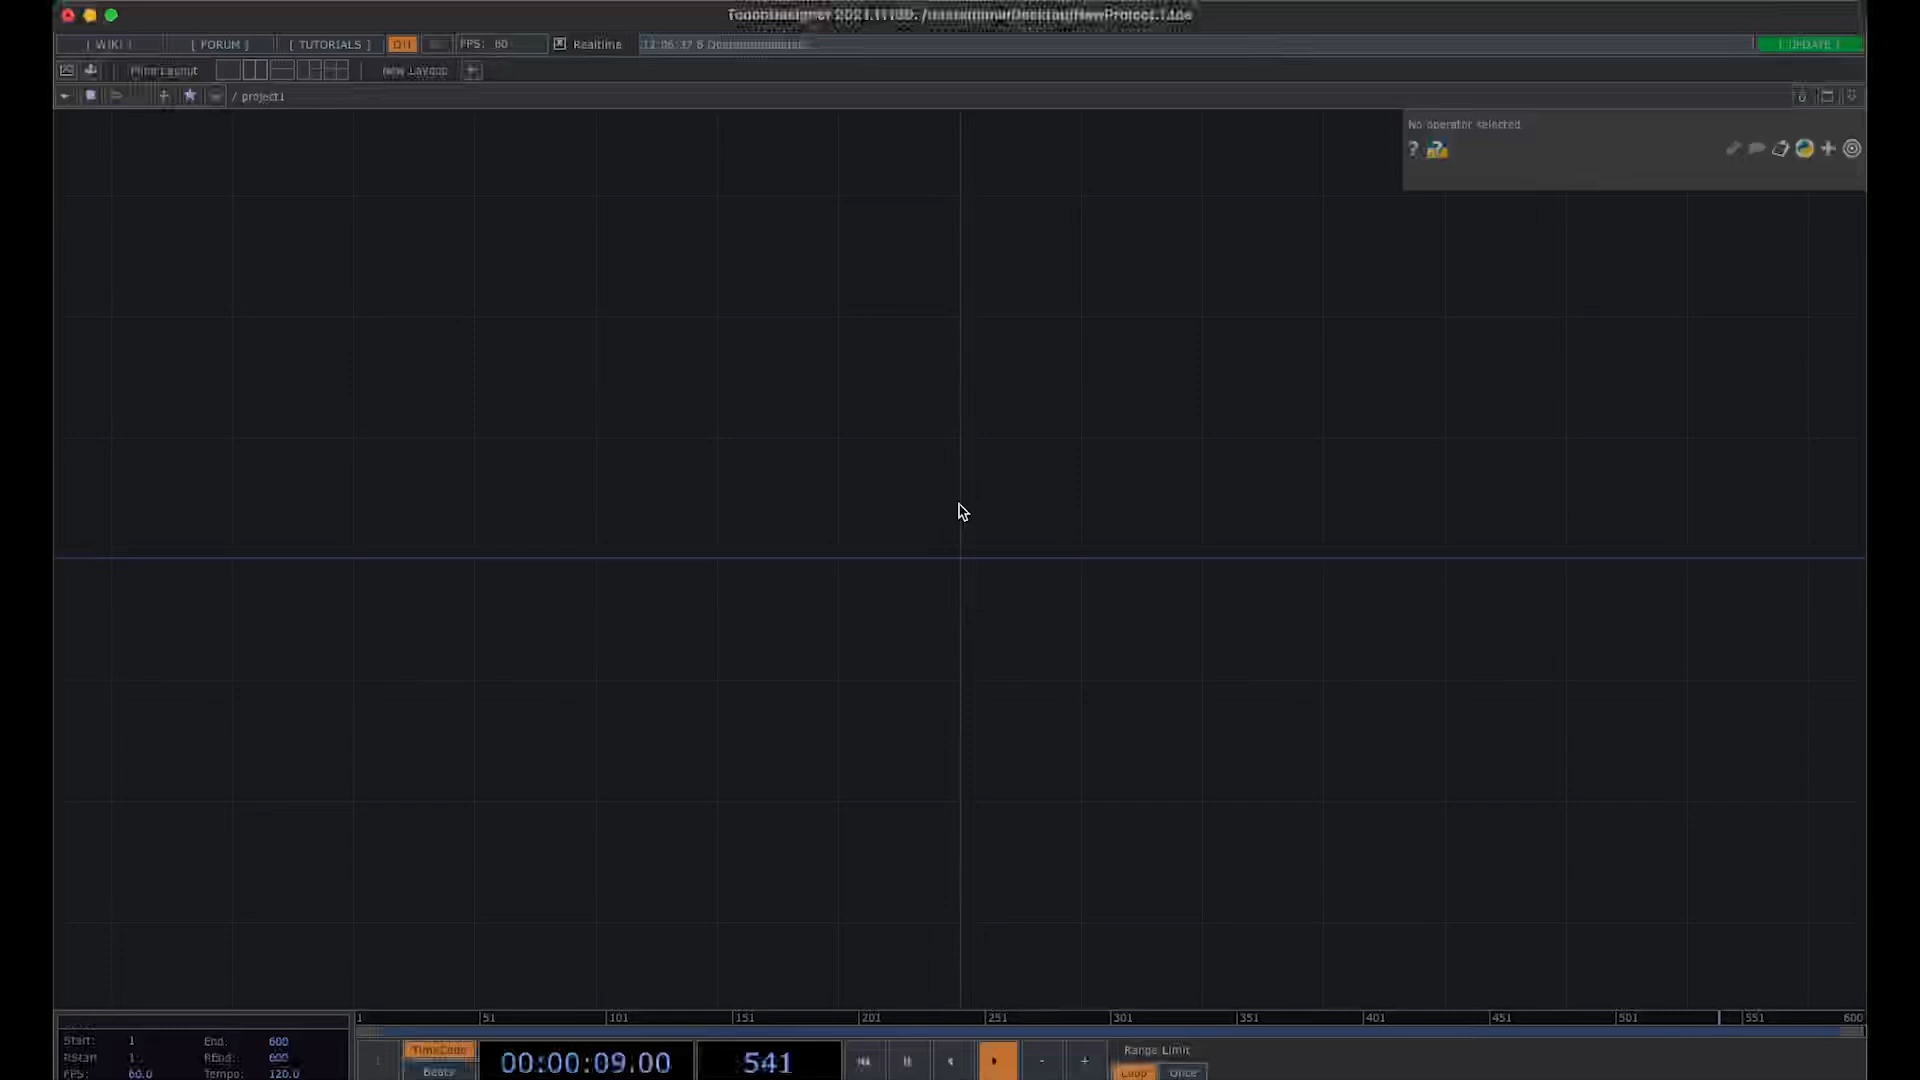 [ WIKI ] [ FORUM ] [ TUTORIALS ] FPS: 60 Realtime [ UPDATE ]
New Layout +
/ project1
No operator selected
?
1 51 101 151 201 251 301 351 401 451 501 551 600
Start: 1 End: 600
RStart 1 REnd: 600
FPS: 60.0 Tempo: 120.0
TimeCode
Beats
00:00:09.00
541
- +
Range Limit
Loop Once